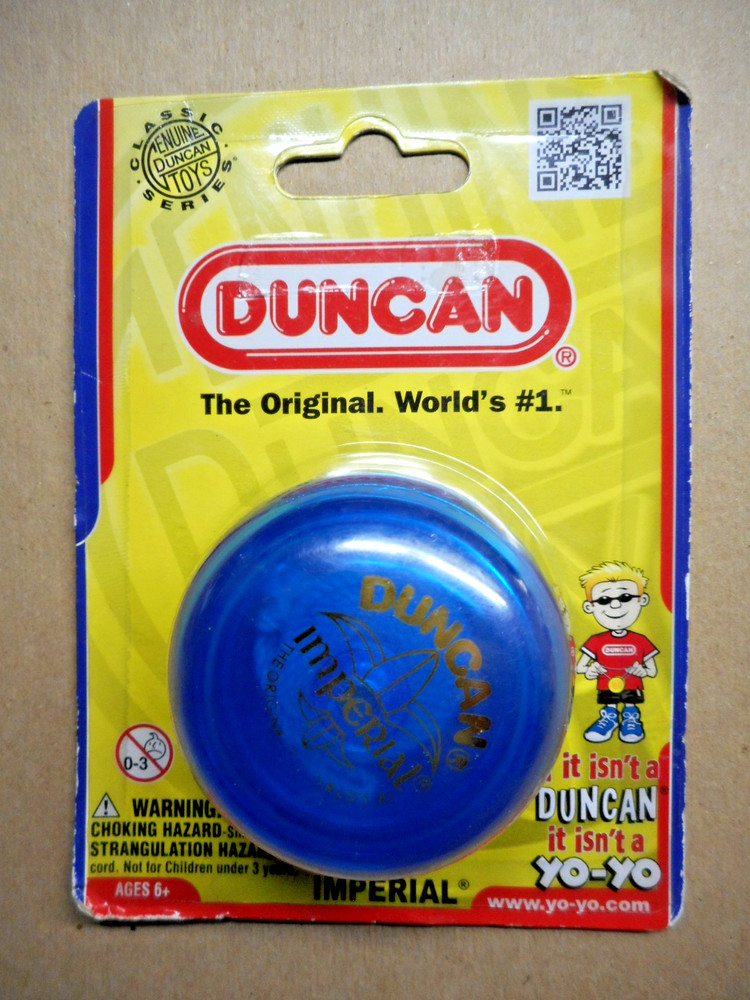 CLASSIC
GENUINE
DUNCAN
TOYS
SERIES®
DUNCAN®
The Original. World's #1.™
DUNCAN®
Imperial
THE ORIGINAL
DUNCAN
0-3
WARNING:
CHOKING HAZARD
STRANGULATION
cord. Not for Children under 3
AGES 6+
IMPERIAL®
it isn't a
DUNCAN®
it isn't a
YO-YO
www.yo-yo.com